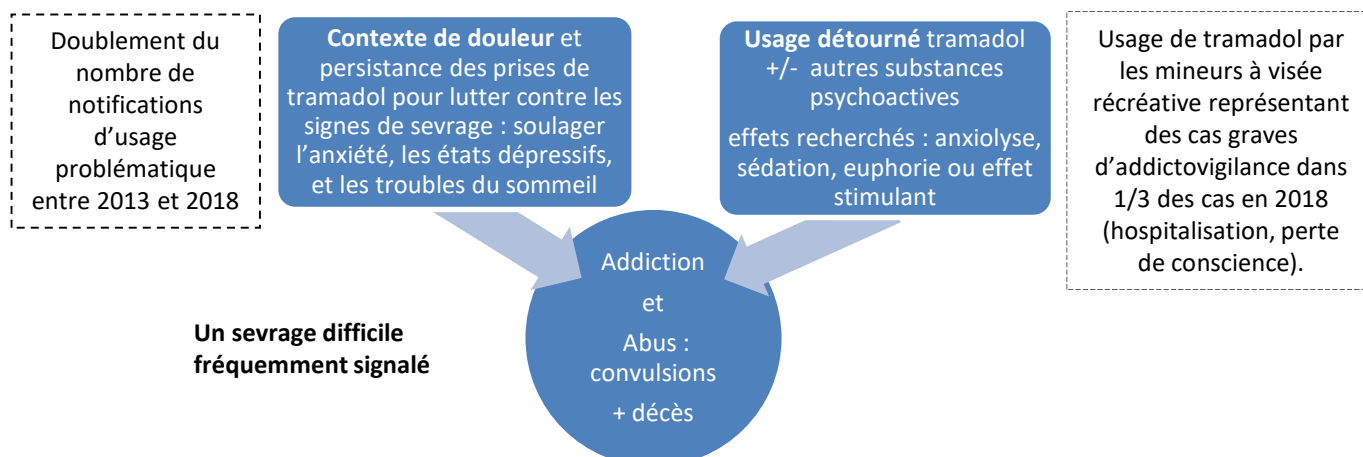 Doublement du
nombre de
notifications
d’usage
problématique
entre 2013 et 2018
Contexte de douleur et
persistance des prises de
tramadol pour lutter contre les
signes de sevrage : soulager
l’anxiété, les états dépressifs,
et les troubles du sommeil
Usage détourné tramadol
+/- autres substances
psychoactives
effets recherchés : anxiolyse,
sédation, euphorie ou effet
stimulant
Usage de tramadol par
les mineurs à visée
récréative représentant
des cas graves
d’addictovigilance dans
1/3 des cas en 2018
(hospitalisation, perte
de conscience).
Addiction
et
Abus :
convulsions
+ décès
Un sevrage difficile
fréquemment signalé